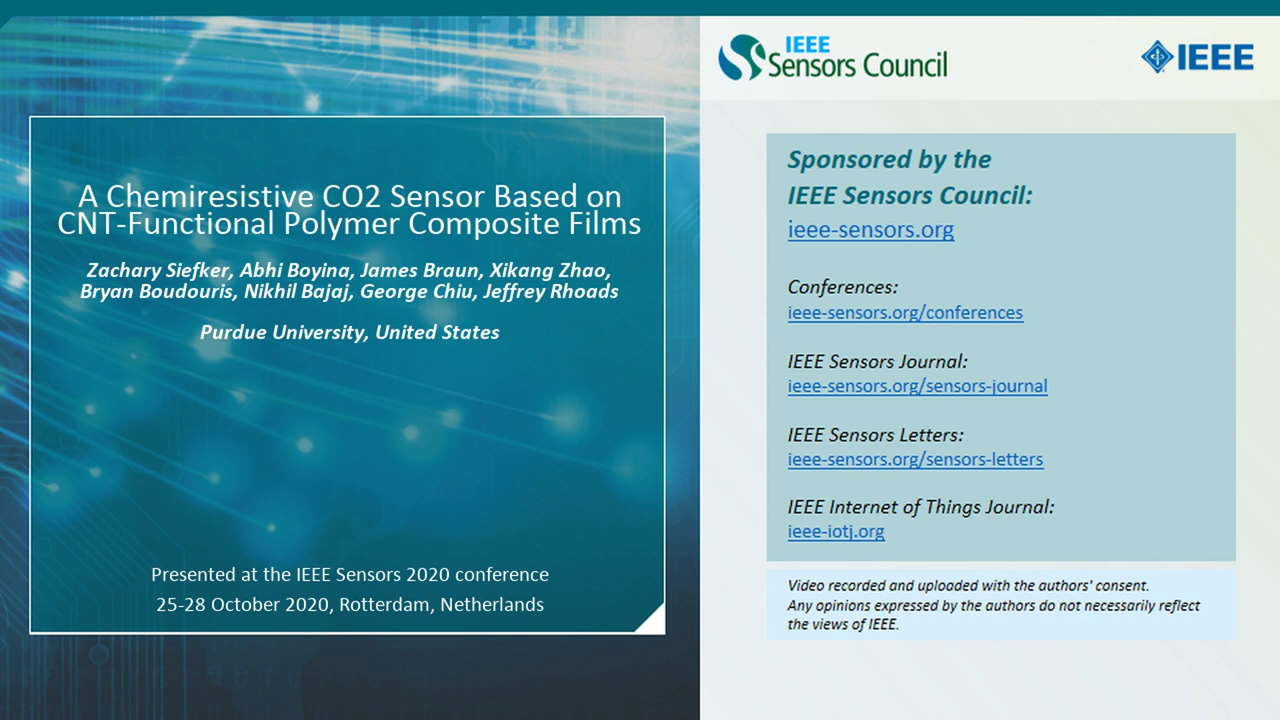 A Chemiresistive CO2 Sensor Based on
CNT-Functional Polymer Composite Films
Zachary Siefker, Abhi Boyina, James Braun, Xikang Zhao,
Bryan Boudouris, Nikhil Bajaj, George Chiu, Jeffrey Rhoads
Purdue University, United States
Presented at the IEEE Sensors 2020 conference
25-28 October 2020, Rotterdam, Netherlands
IEEE
Sensors Council
IEEE
Sponsored by the
IEEE Sensors Council:
ieee-sensors.org
Conferences:
ieee-sensors.org/conferences
IEEE Sensors Journal:
ieee-sensors.org/sensors-journal
IEEE Sensors Letters:
ieee-sensors.org/sensors-letters
IEEE Internet of Things Journal:
ieee-iotj.org
Video recorded and uploaded with the authors' consent.
Any opinions expressed by the authors do not necessarily reflect
the views of IEEE.